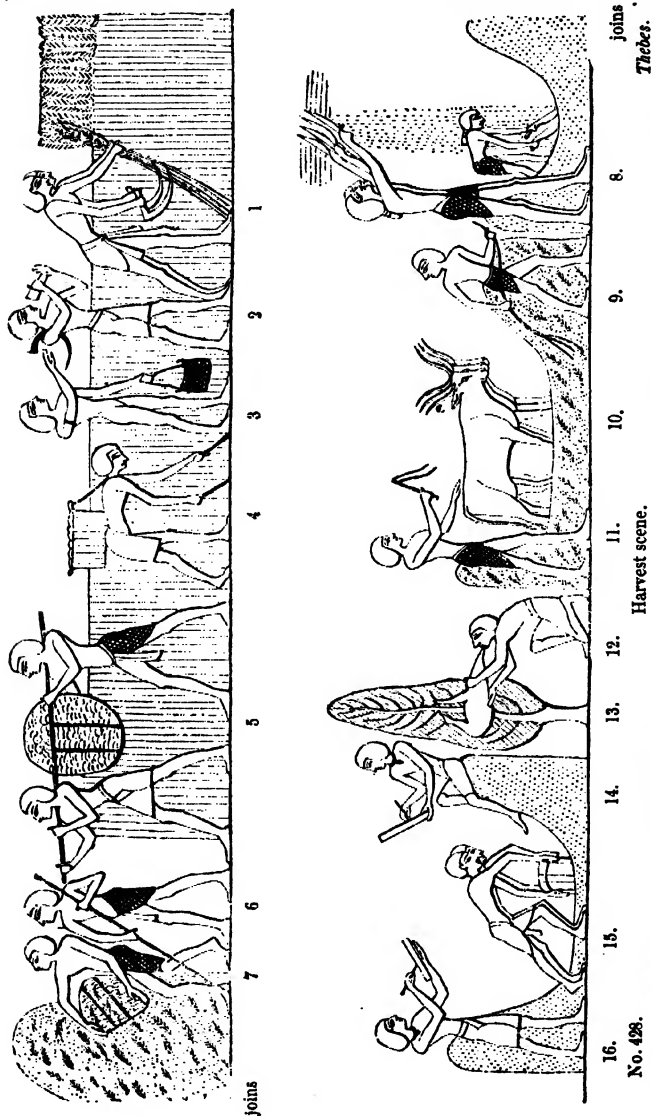 joins 7 6 5 4 3 2 1
16. 15. 14. 13. 12. 11. 10. 9. 8. joins
No. 428. Harvest scene. Thebes.